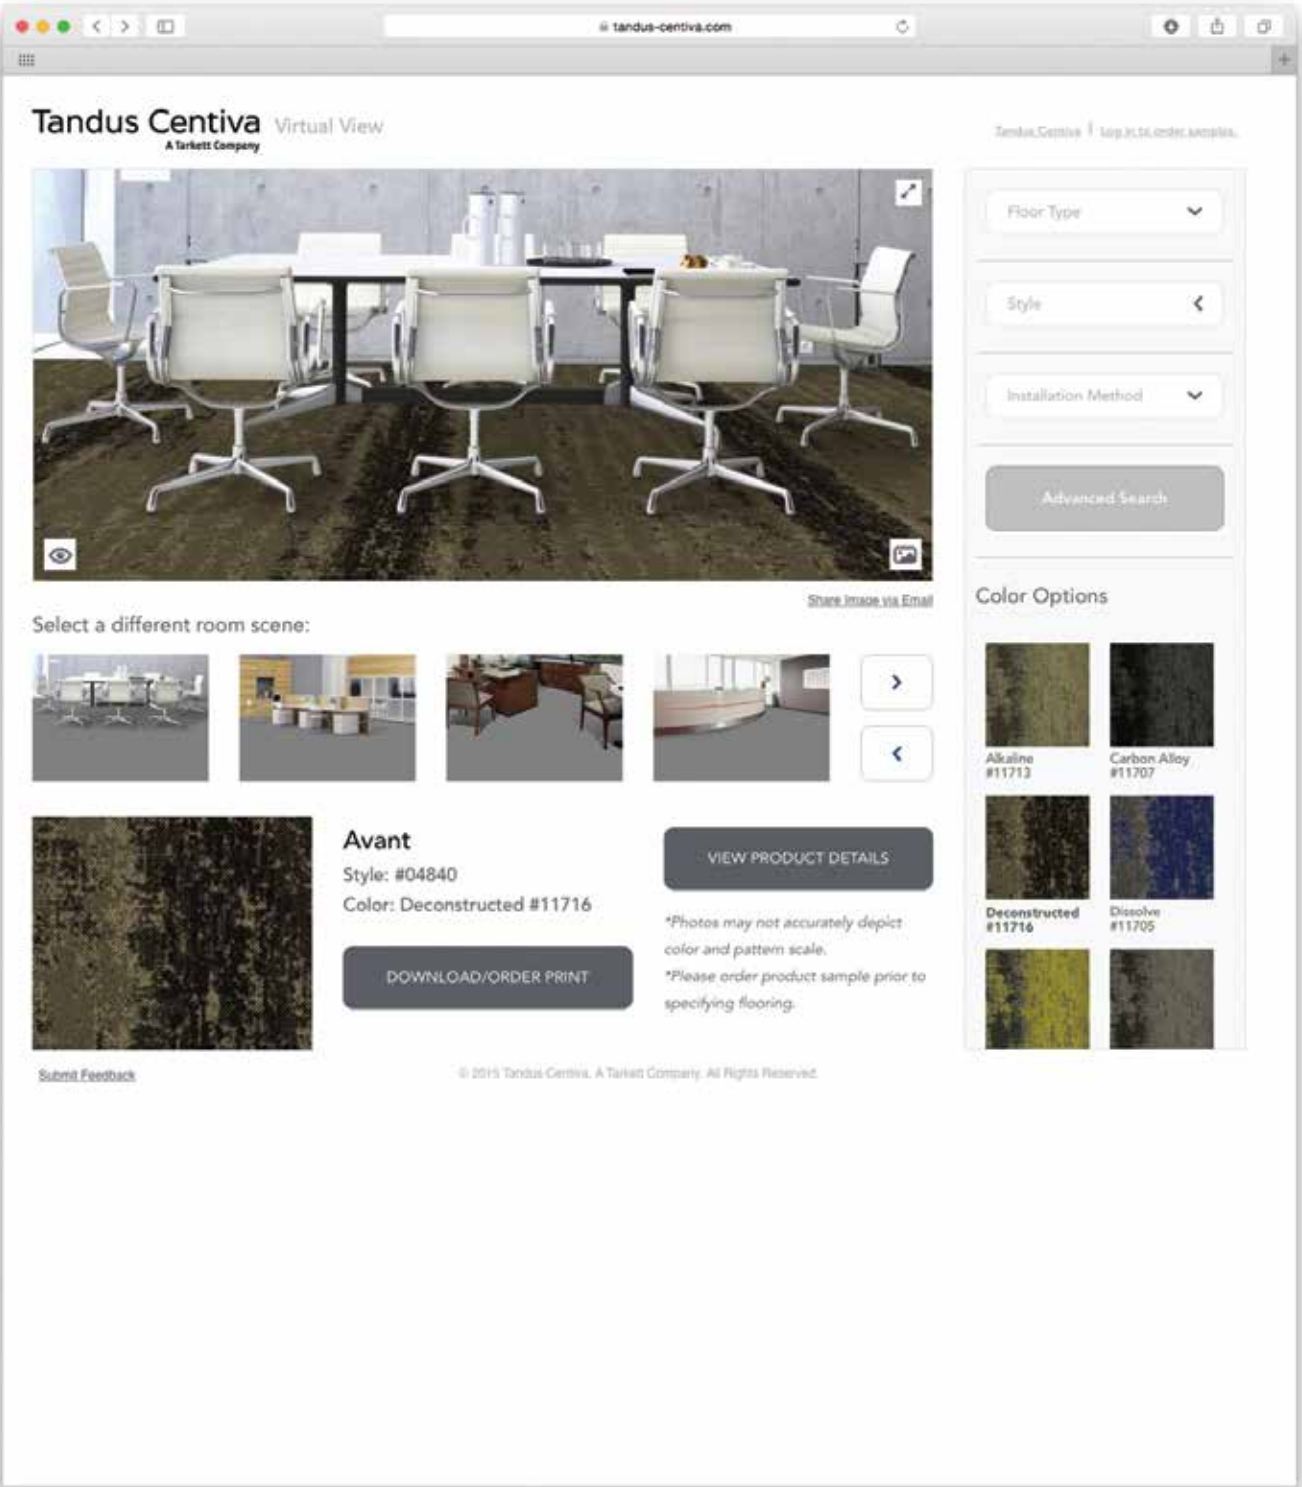 tandus-centiva.com
Tandus Centiva Virtual View
A Tarkett Company
Tandus Centiva | Log in to order samples.
Floor Type
Style
Installation Method
Advanced Search
Share Image via Email
Color Options
Select a different room scene:
Alkaline
#11713
Carbon Alloy
#11707
Deconstructed
#11716
Dissolve
#11705
Avant
Style: #04840
Color: Deconstructed #11716
DOWNLOAD/ORDER PRINT
VIEW PRODUCT DETAILS
*Photos may not accurately depict
color and pattern scale.
*Please order product sample prior to
specifying flooring.
Submit Feedback
© 2015 Tandus Centiva, A Tarkett Company. All Rights Reserved.